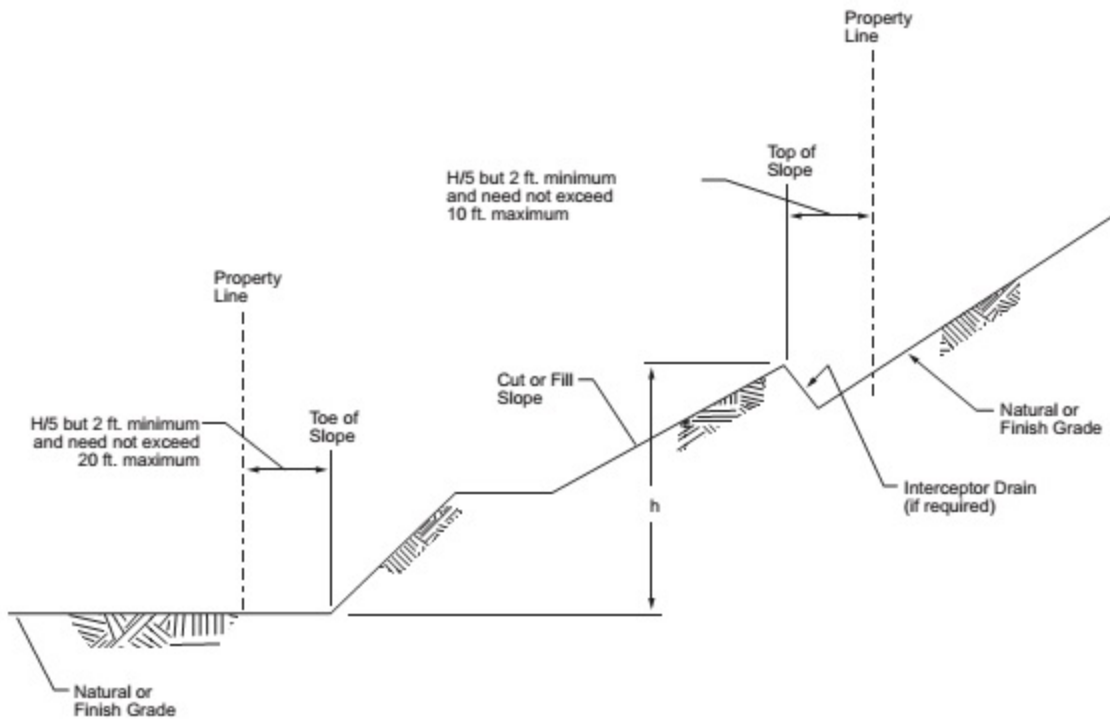 Property
Line
Top of
Slope
H/5 but 2 ft. minimum
and need not exceed
10 ft. maximum
Property
Line
Cut or Fill
Slope
Toe of
Slope
H/5 but 2 ft. minimum
and need not exceed
20 ft. maximum
Natural or
Finish Grade
Interceptor Drain
(if required)
h
Natural or
Finish Grade